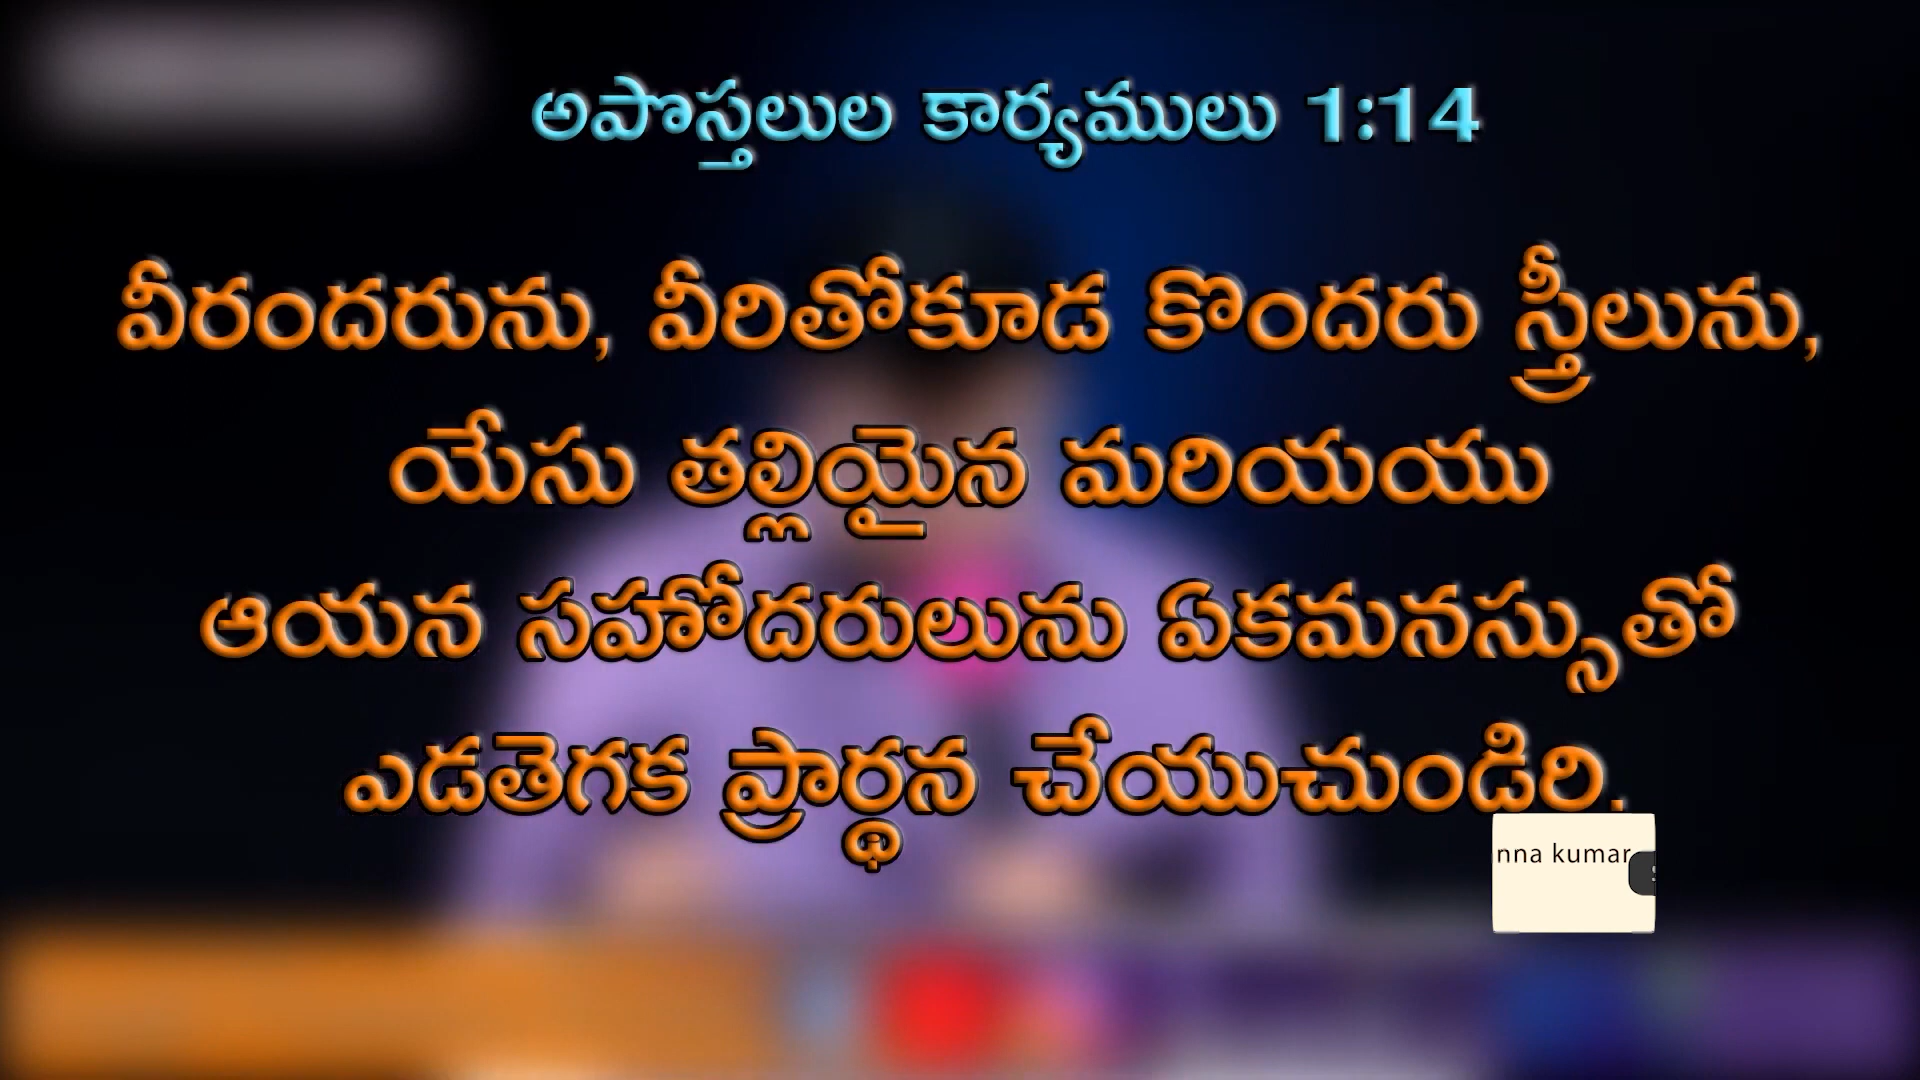 అపొస్తలుల కార్యములు 1:14
వీరందరును, వీరితోకూడ కొందరు స్త్రీలును,
యేసు తల్లియైన మరియయు
ఆయన సహోదరులును ఏకమనస్సుతో
ఎడతెగక ప్రార్థన చేయుచుండిరి.
nna kumar